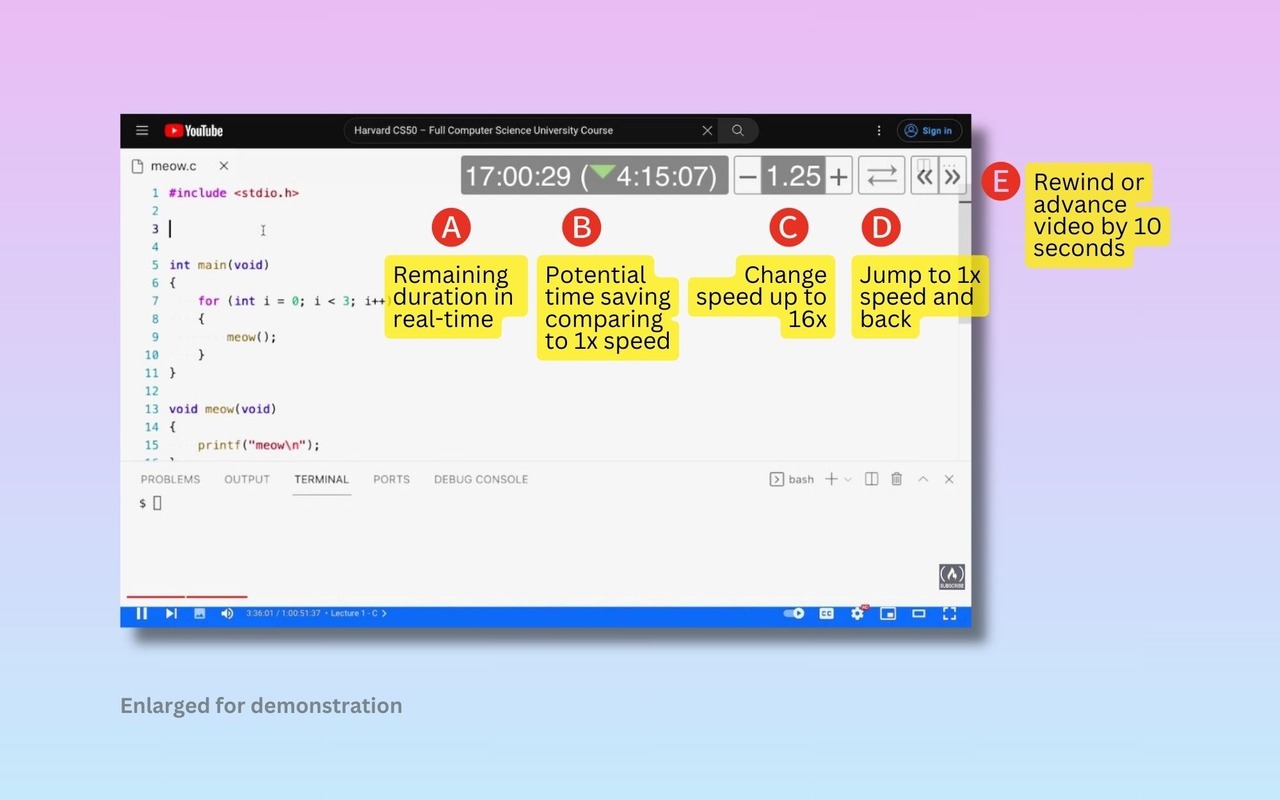 YouTube
Harvard CS50 – Full Computer Science University Course
Sign in
meow.c
17:00:29 (4:15:07)
− 1.25 +
1 #include <stdio.h>
2
3
4
5 int main(void)
6 {
7 for (int i = 0; i < 3; i++
8 {
9 meow();
10 }
11 }
12
13 void meow(void)
14 {
15 printf("meow\n");
A
Remaining
duration in
real-time
B
Potential
time saving
comparing
to 1x speed
C
Change
speed up to
16x
D
Jump to 1x
speed and
back
E
Rewind or
advance
video by 10
seconds
PROBLEMS OUTPUT TERMINAL PORTS DEBUG CONSOLE
bash
$
SUBSCRIBE
3:36:01 / 1:00:51:37 • Lecture 1 - C
CC
Enlarged for demonstration